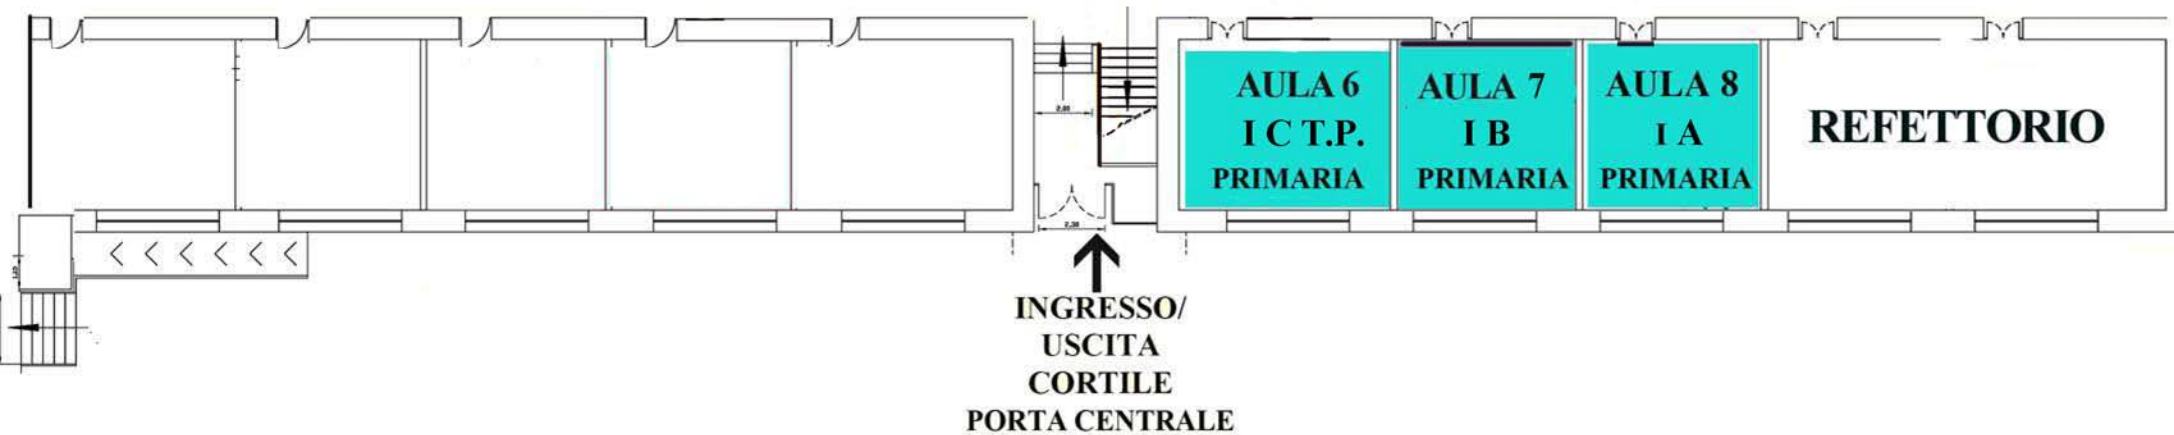 AULA 6
I C T.P.
PRIMARIA
AULA 7
I B
PRIMARIA
AULA 8
I A
PRIMARIA
REFETTORIO
INGRESSO/
USCITA
CORTILE
PORTA CENTRALE